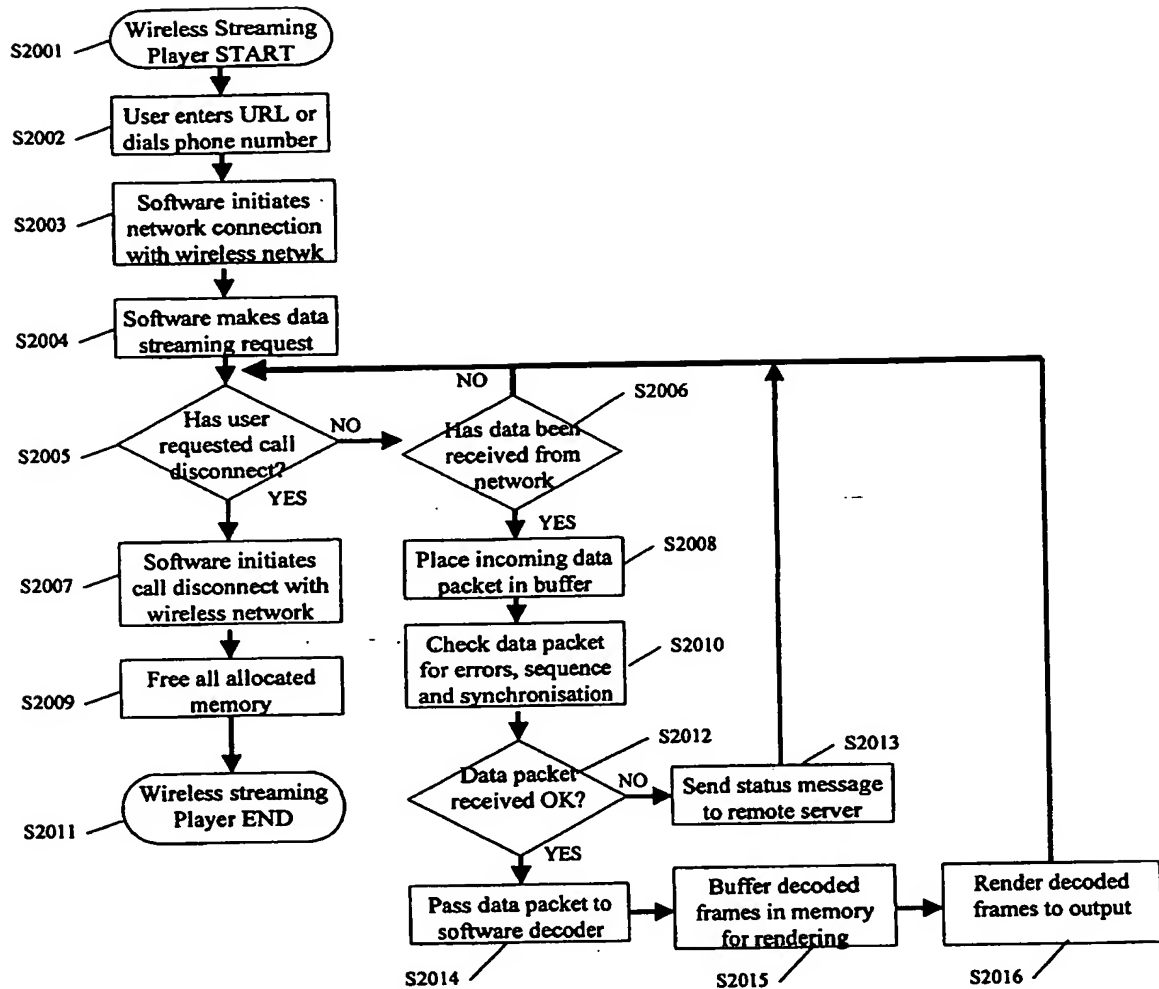 Wireless Streaming
Player START
S2001
User enters URL or
dials phone number
S2002
Software initiates
network connection
with wireless netwk
S2003
Software makes data
streaming request
S2004
Has user
requested call
disconnect?
S2005
NO
YES
NO
S2006
Has data been
received from
network
YES
Software initiates
call disconnect with
wireless network
S2007
Place incoming data
packet in buffer
S2008
Free all allocated
memory
S2009
Check data packet
for errors, sequence
and synchronisation
S2010
Wireless streaming
Player END
S2011
Data packet
received OK?
S2012
NO
YES
Send status message
to remote server
S2013
Pass data packet to
software decoder
S2014
Buffer decoded
frames in memory
for rendering
S2015
Render decoded
frames to output
S2016